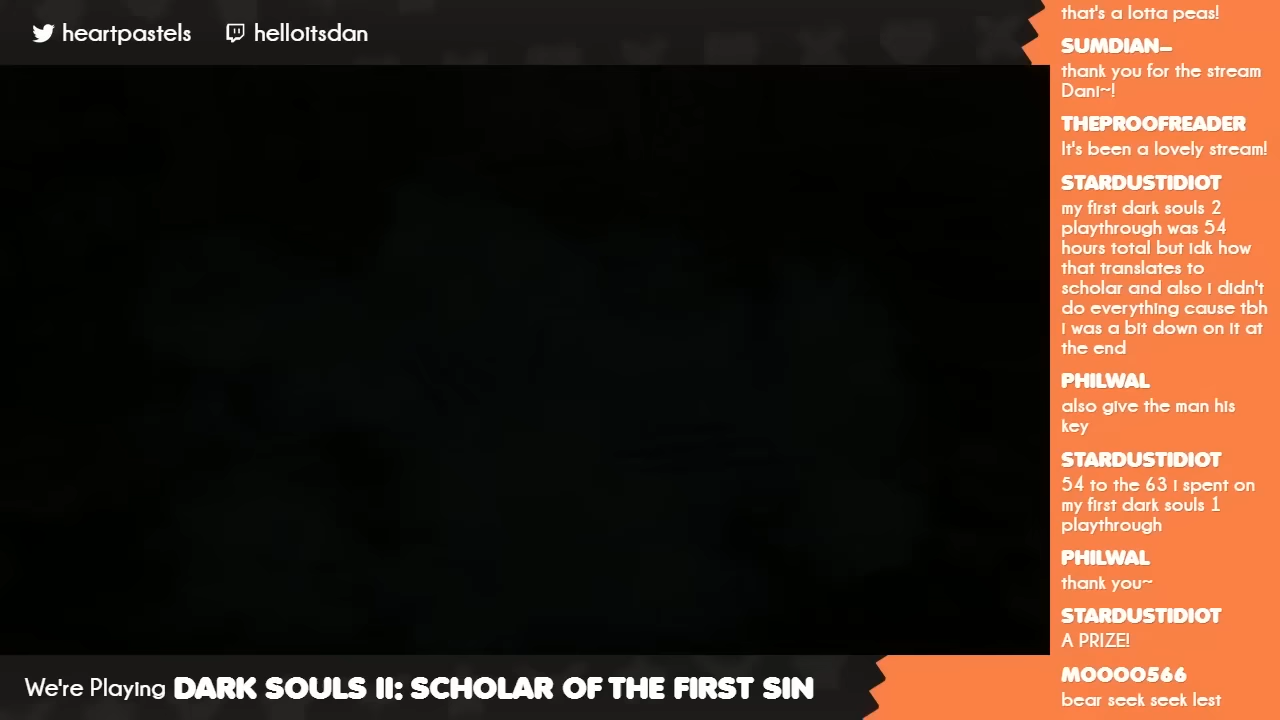 heartpastels helloitsdan
that's a lotta peas!
SUMDIAN—
thank you for the stream
Dani~!
THEPROOFREADER
It's been a lovely stream!
STARDUSTIDIOT
my first dark souls 2
playthrough was 54
hours total but idk how
that translates to
scholar and also i didn't
do everything cause tbh
i was a bit down on it at
the end
PHILWAL
also give the man his
key
STARDUSTIDIOT
54 to the 63 i spent on
my first dark souls 1
playthrough
PHILWAL
thank you~
STARDUSTIDIOT
A PRIZE!
MOOOO566
bear seek seek lest
We're Playing DARK SOULS II: SCHOLAR OF THE FIRST SIN